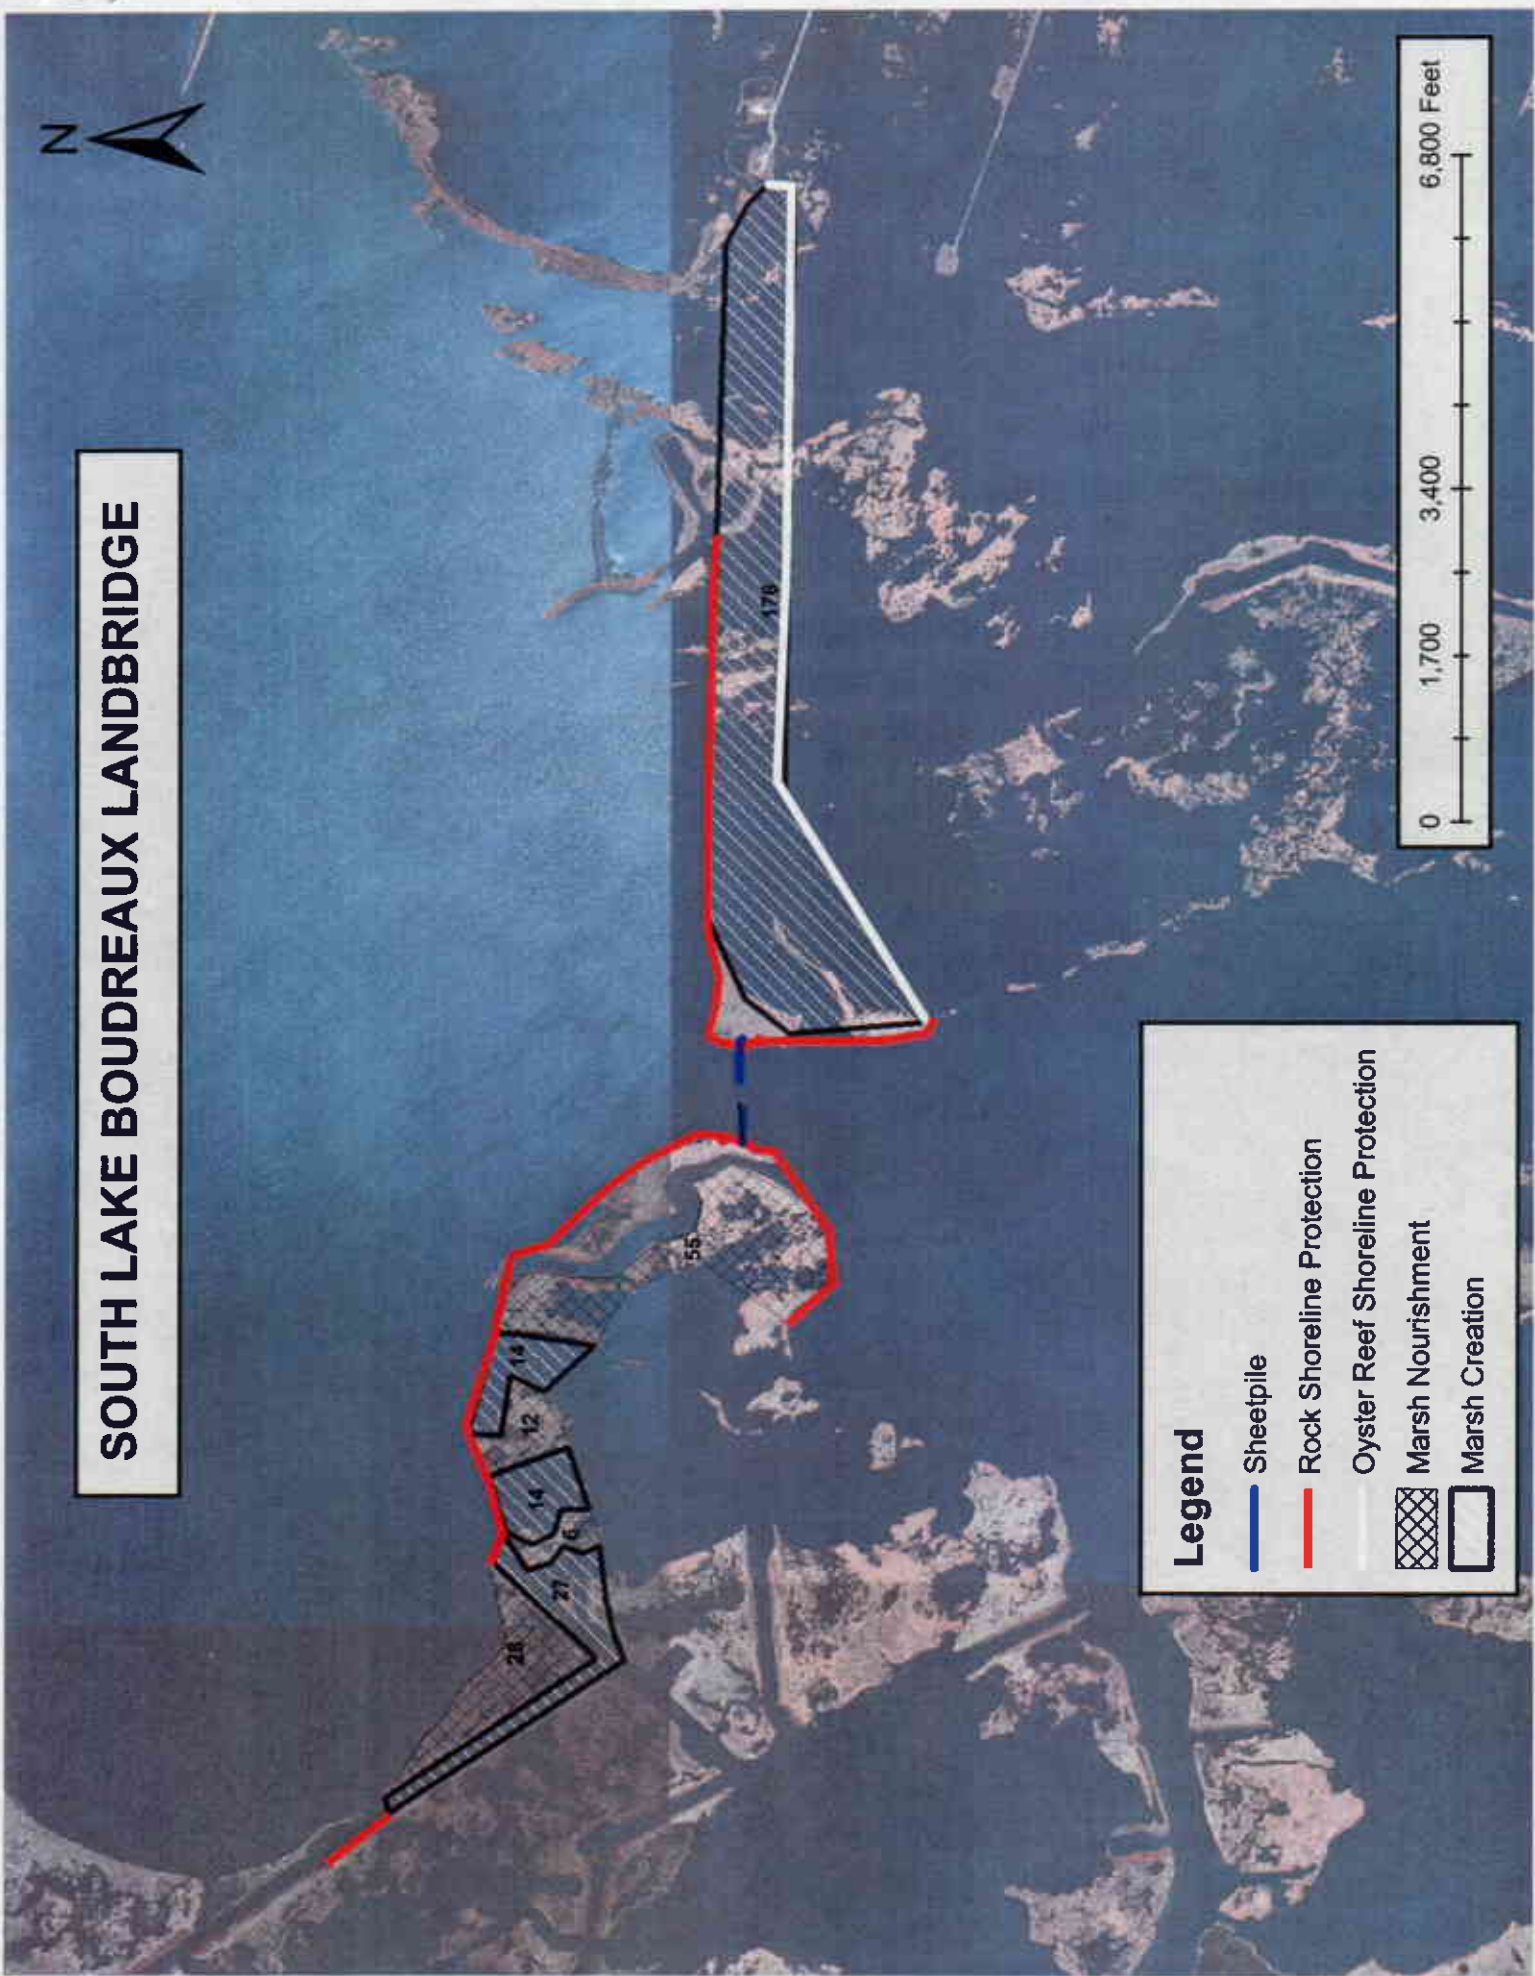 SOUTH LAKE BOUDREAUX LANDBRIDGE
N
28
27
6
14
12
14
55
178
Legend
Sheetpile
Rock Shoreline Protection
Oyster Reef Shoreline Protection
Marsh Nourishment
Marsh Creation
0 1,700 3,400 6,800 Feet